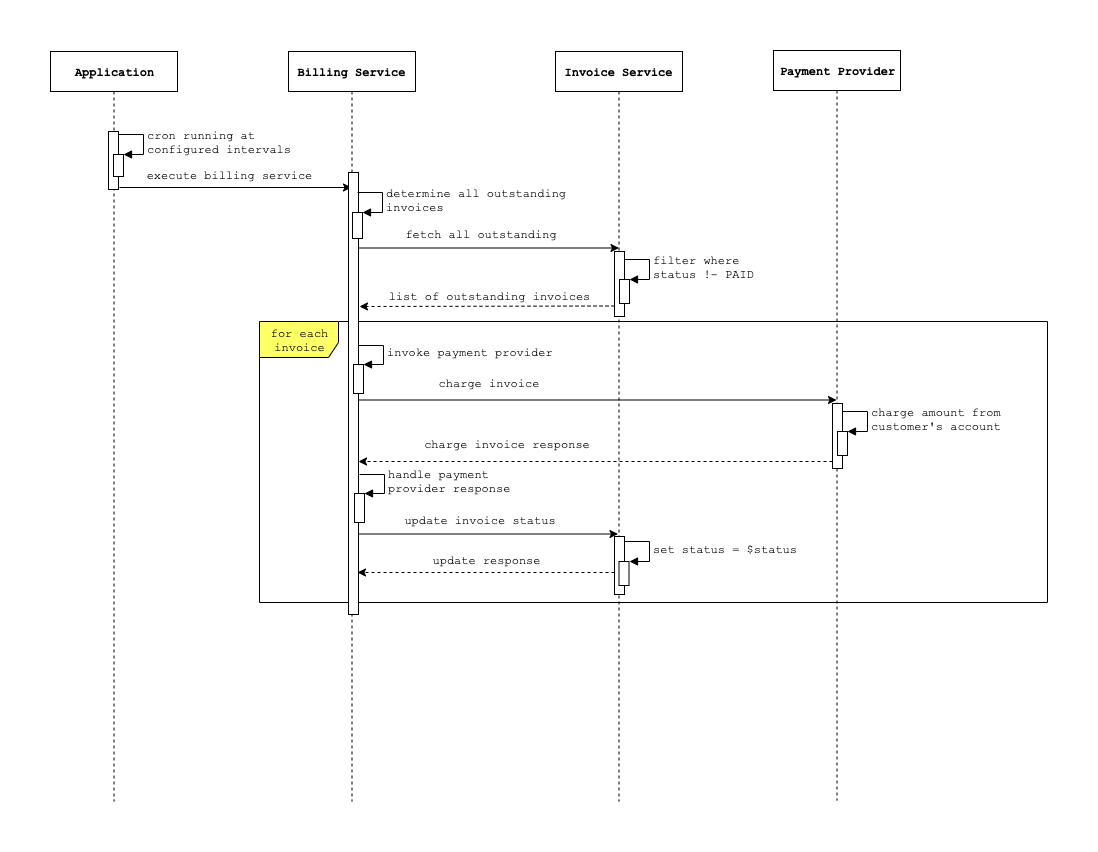 Application
Billing Service
Invoice Service
Payment Provider
cron running at
configured intervals
execute billing service
determine all outstanding
invoices
fetch all outstanding
filter where
status != PAID
list of outstanding invoices
for each
invoice
invoke payment provider
charge invoice
charge amount from
customer's account
charge invoice response
handle payment
provider response
update invoice status
set status = $status
update response